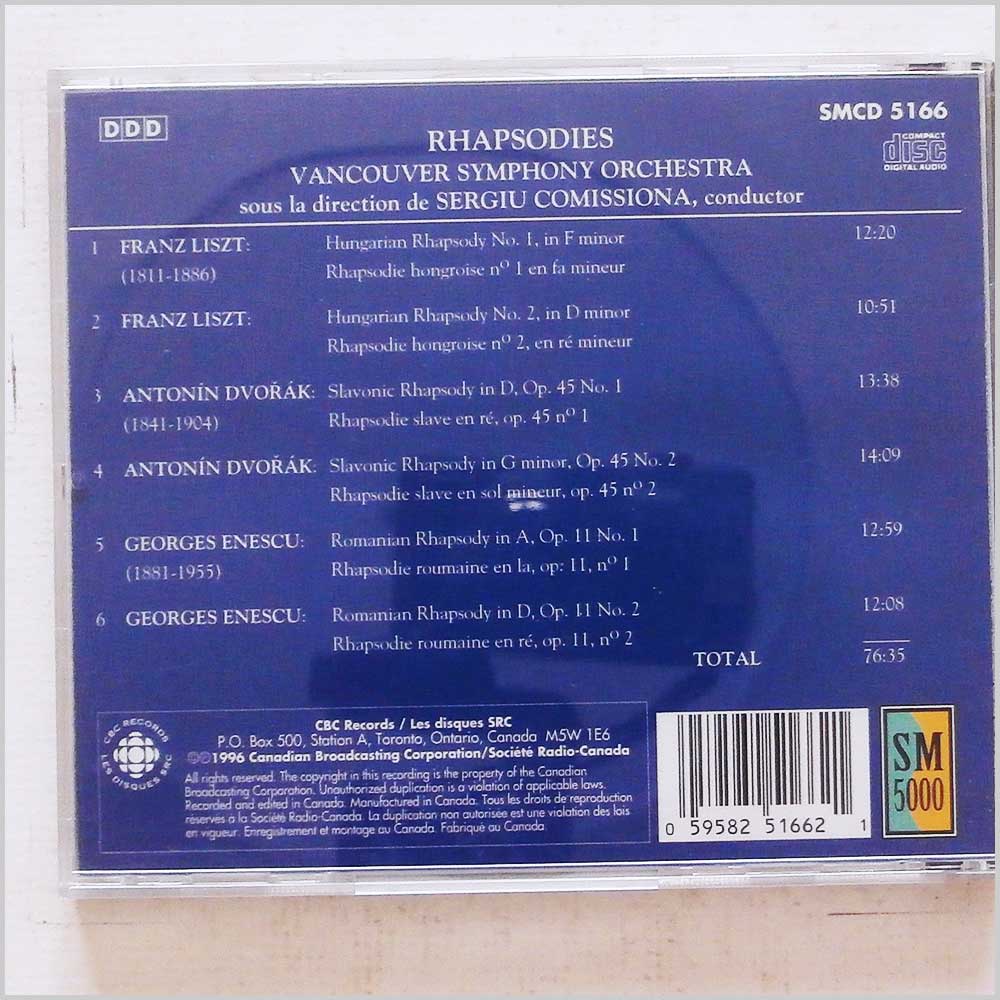 DDD
SMCD 5166
COMPACT
disc
DIGITAL AUDIO
RHAPSODIES
VANCOUVER SYMPHONY ORCHESTRA
sous la direction de SERGIU COMISSIONA, conductor
1 FRANZ LISZT: Hungarian Rhapsody No. 1, in F minor 12:20
(1811-1886) Rhapsodie hongroise nº 1 en fa mineur
2 FRANZ LISZT: Hungarian Rhapsody No. 2, in D minor 10:51
Rhapsodie hongroise nº 2, en ré mineur
3 ANTONÍN DVOŘÁK: Slavonic Rhapsody in D, Op. 45 No. 1 13:38
(1841-1904) Rhapsodie slave en ré, op. 45 nº 1
4 ANTONÍN DVOŘÁK: Slavonic Rhapsody in G minor, Op. 45 No. 2 14:09
Rhapsodie slave en sol mineur, op. 45 nº 2
5 GEORGES ENESCU: Romanian Rhapsody in A, Op. 11 No. 1 12:59
(1881-1955) Rhapsodie roumaine en la, op: 11, nº 1
6 GEORGES ENESCU: Romanian Rhapsody in D, Op. 11 No. 2 12:08
Rhapsodie roumaine en ré, op. 11, nº 2
TOTAL 76:35
CBC RECORDS
LES DISQUES SRC
CBC Records / Les disques SRC
P.O. Box 500, Station A, Toronto, Ontario, Canada M5W 1E6
©℗1996 Canadian Broadcasting Corporation/Société Radio-Canada
All rights reserved. The copyright in this recording is the property of the Canadian
Broadcasting Corporation. Unauthorized duplication is a violation of applicable laws.
Recorded and edited in Canada. Manufactured in Canada. Tous les droits de reproduction
réservés à la Société Radio-Canada. La duplication non autorisée est une violation des lois
en vigueur. Enregistrement et montage au Canada. Fabriqué au Canada.
0 59582 51662 1
SM
5000